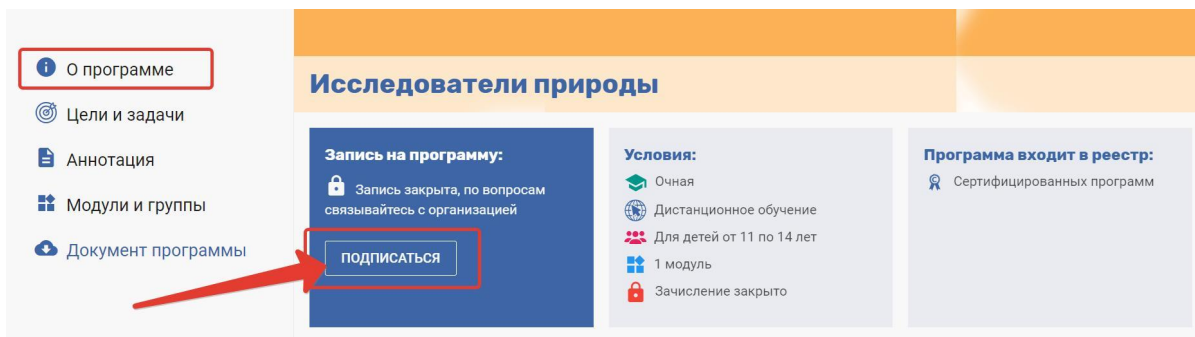 О программе
Цели и задачи
Аннотация
Модули и группы
Документ программы
Исследователи природы
Запись на программу:
Запись закрыта, по вопросам
связывайтесь с организацией
ПОДПИСАТЬСЯ
Условия:
Очная
Дистанционное обучение
Для детей от 11 по 14 лет
1 модуль
Зачисление закрыто
Программа входит в реестр:
Сертифицированных программ